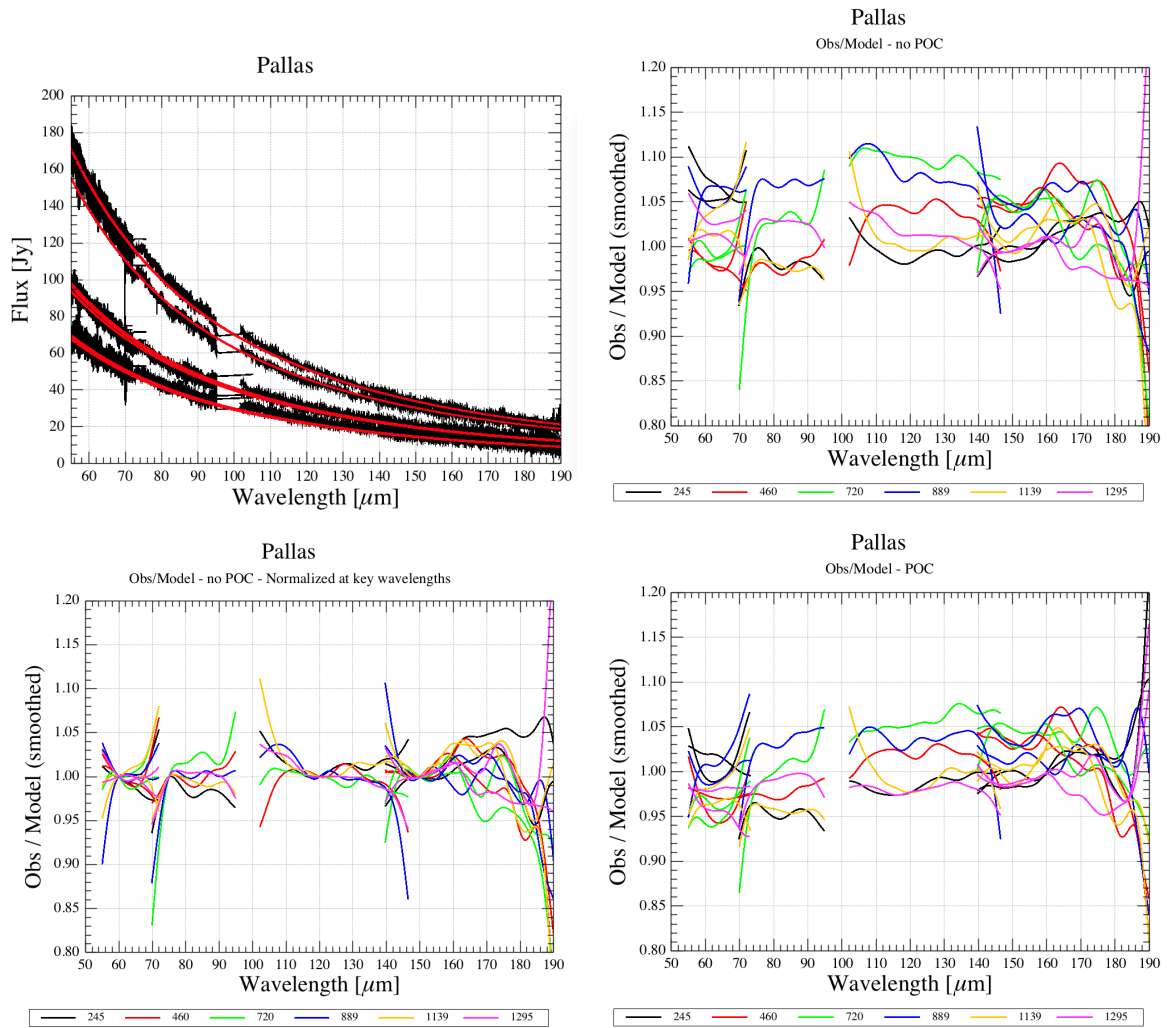 Pallas
Flux [Jy]
200
180
160
140
120
100
80
60
40
20
0
60 70 80 90 100 110 120 130 140 150 160 170 180 190
Wavelength [μm]
Pallas
Obs/Model - no POC
Obs / Model (smoothed)
1.20
1.15
1.10
1.05
1.00
0.95
0.90
0.85
0.80
50 60 70 80 90 100 110 120 130 140 150 160 170 180 190
Wavelength [μm]
245 460 720 889 1139 1295
Pallas
Obs/Model - no POC - Normalized at key wavelengths
Obs / Model (smoothed)
1.20
1.15
1.10
1.05
1.00
0.95
0.90
0.85
0.80
50 60 70 80 90 100 110 120 130 140 150 160 170 180 190
Wavelength [μm]
245 460 720 889 1139 1295
Pallas
Obs/Model - POC
Obs / Model (smoothed)
1.20
1.15
1.10
1.05
1.00
0.95
0.90
0.85
0.80
50 60 70 80 90 100 110 120 130 140 150 160 170 180 190
Wavelength [μm]
245 460 720 889 1139 1295